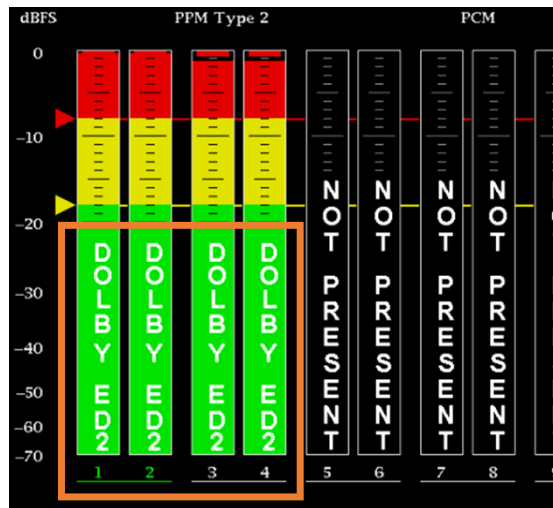 dBFS PPM Type 2 PCM
0
-10
-20
-30
-40
-50
-60
-70
DOLBY ED2
DOLBY ED2
DOLBY ED2
DOLBY ED2
NOT PRESENT
NOT PRESENT
NOT PRESENT
NOT PRESENT
1 2 3 4 5 6 7 8